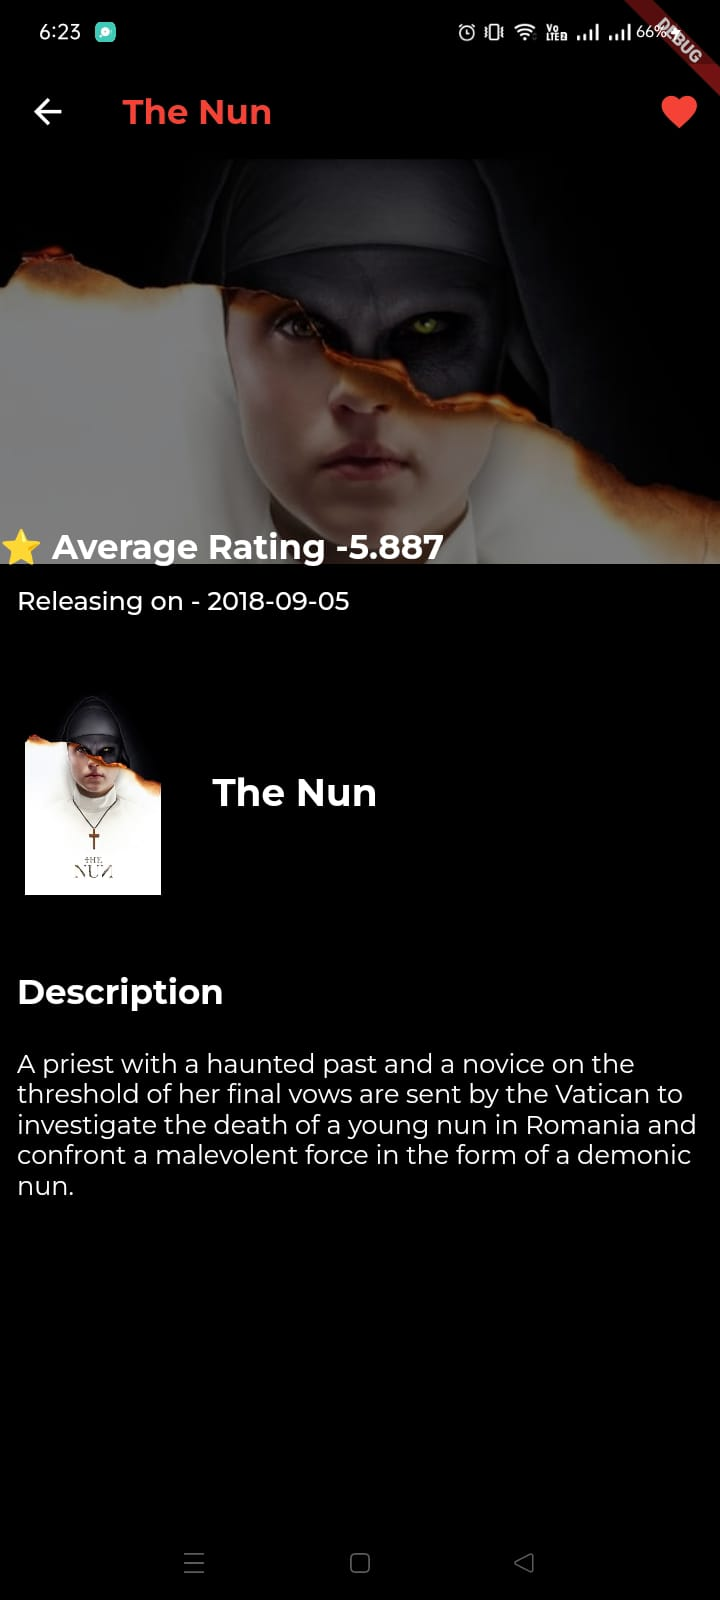 6:23
Vo
LTE2
66%
DEBUG
The Nun
⭐ Average Rating -5.887
Releasing on - 2018-09-05
THE
NUN
The Nun
Description
A priest with a haunted past and a novice on the
threshold of her final vows are sent by the Vatican to
investigate the death of a young nun in Romania and
confront a malevolent force in the form of a demonic
nun.